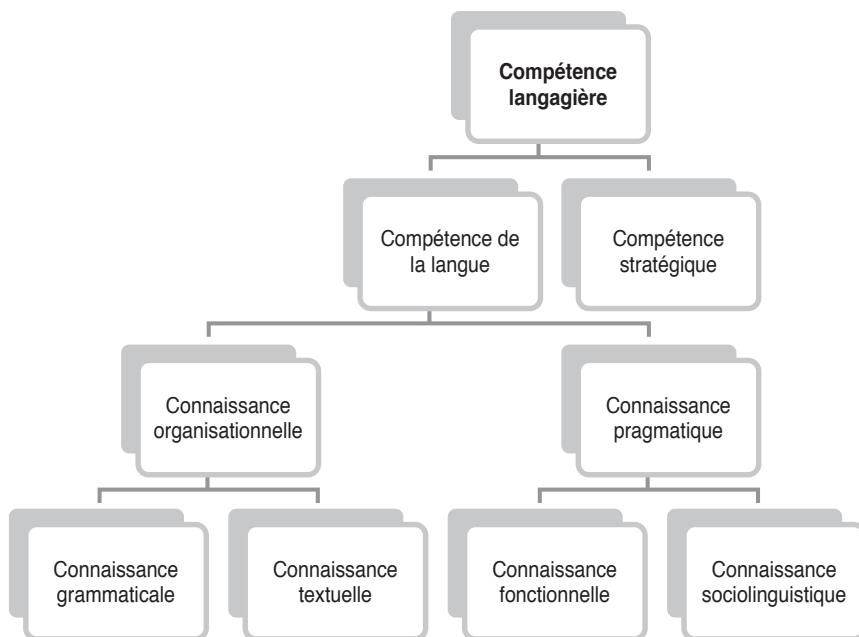 Compétence
langagière
Compétence de
la langue
Compétence
stratégique
Connaissance
organisationnelle
Connaissance
pragmatique
Connaissance
grammaticale
Connaissance
textuelle
Connaissance
fonctionnelle
Connaissance
sociolinguistique